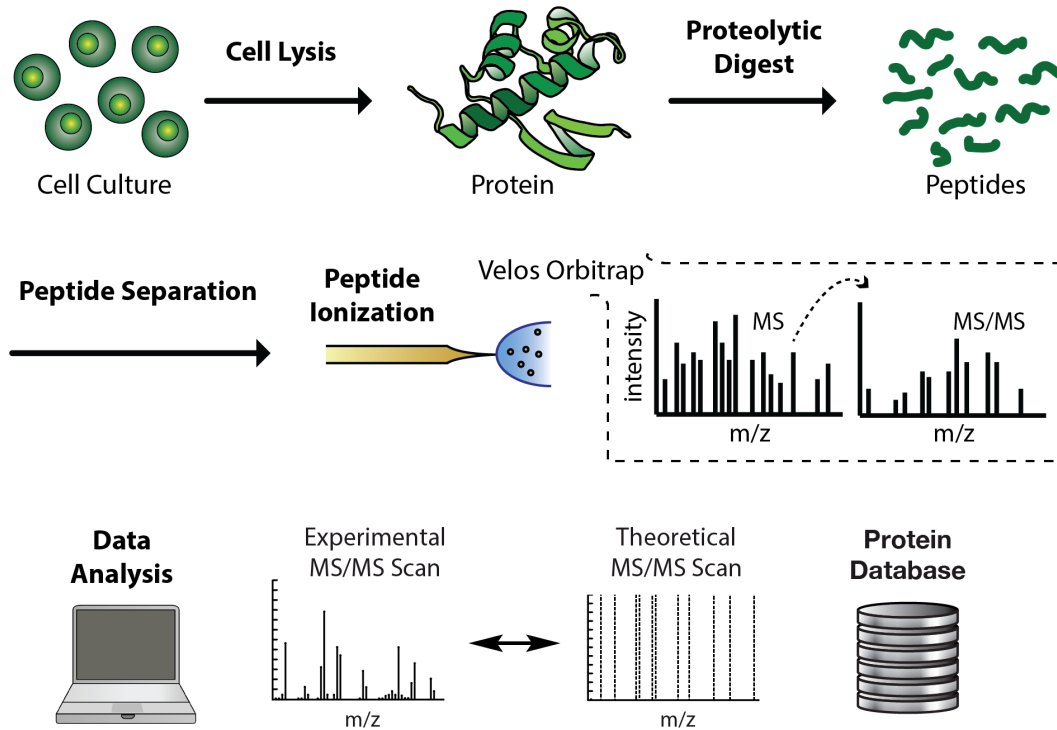 Cell Lysis
Proteolytic
Digest
Cell Culture
Protein
Peptides
Peptide Separation
Peptide
Ionization
Velos Orbitrap
intensity
MS
m/z
MS/MS
m/z
Data
Analysis
Experimental
MS/MS Scan
m/z
Theoretical
MS/MS Scan
m/z
Protein
Database